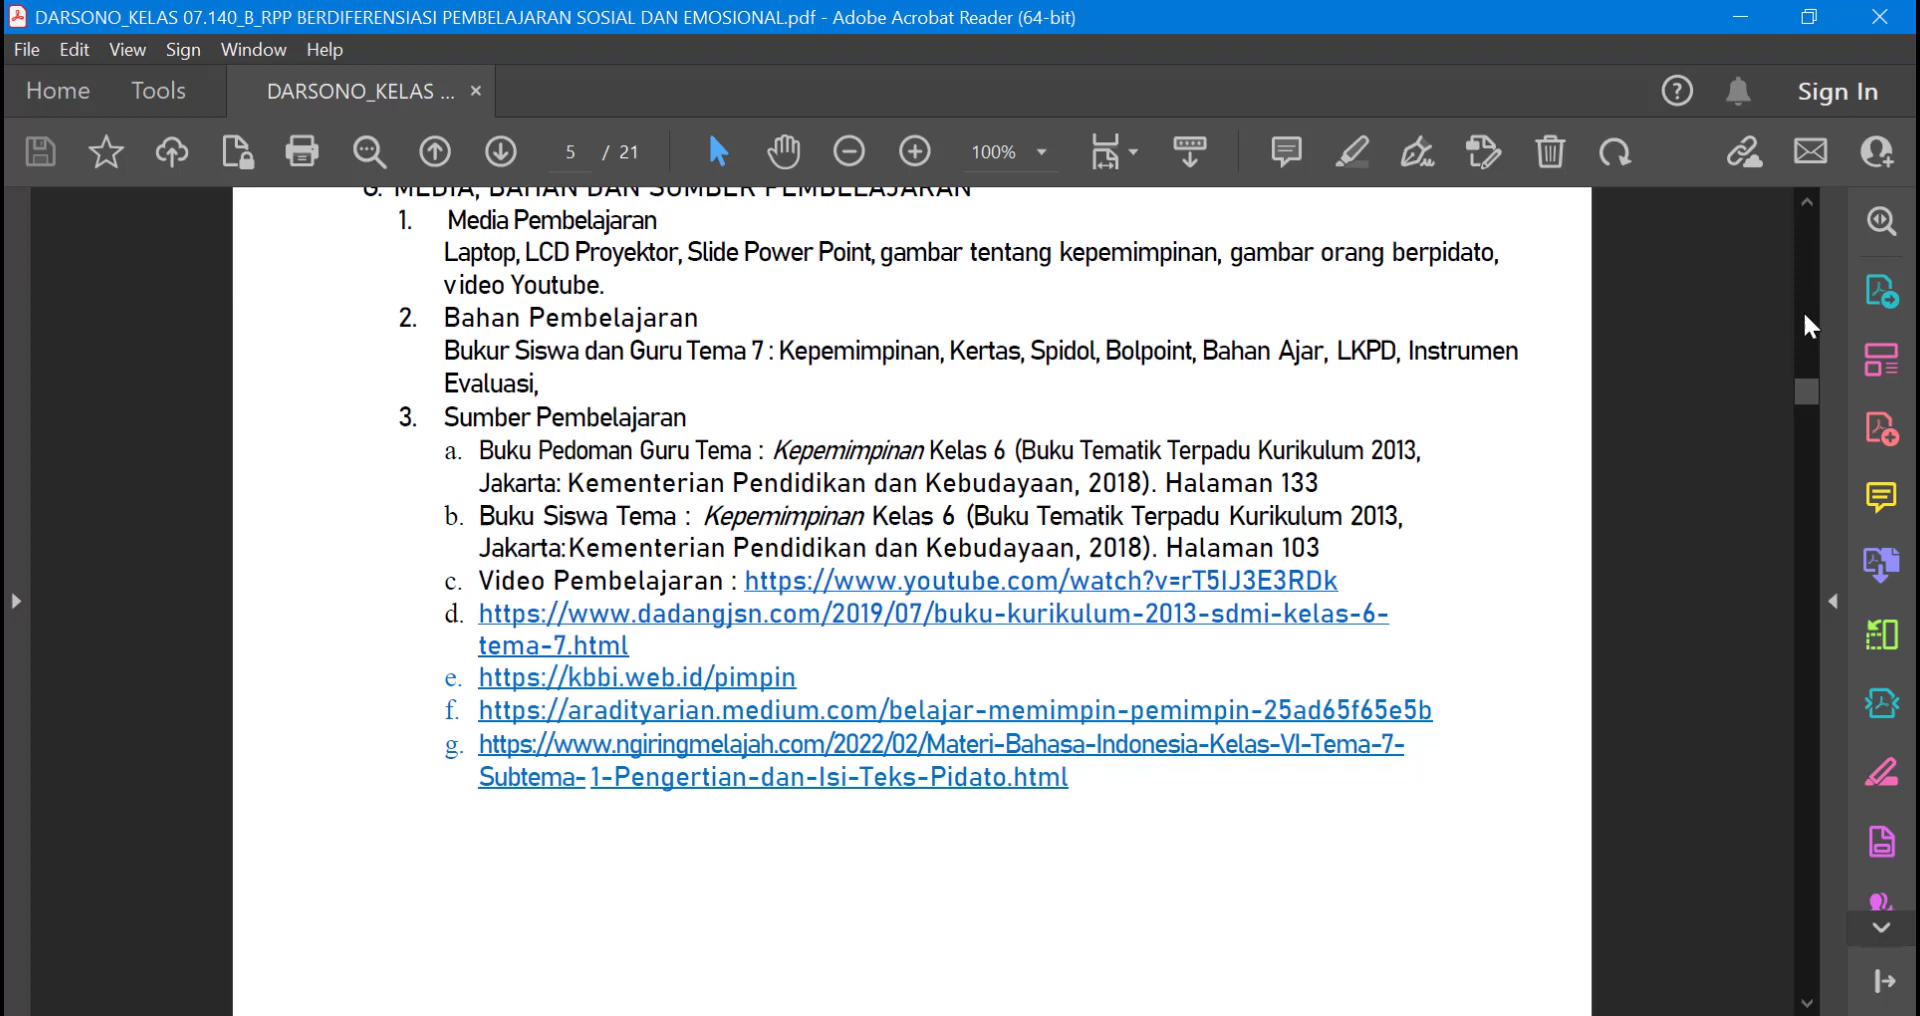 DARSONO_KELAS 07.140_B_RPP BERDIFERENSIASI PEMBELAJARAN SOSIAL DAN EMOSIONAL.pdf - Adobe Acrobat Reader (64-bit)
File Edit View Sign Window Help
Home Tools DARSONO_KELAS ... × Sign In
5 / 21 100%
G. MEDIA, BAHAN DAN SUMBER PEMBELAJARAN
1. Media Pembelajaran
Laptop, LCD Proyektor, Slide Power Point, gambar tentang kepemimpinan, gambar orang berpidato,
video Youtube.
2. Bahan Pembelajaran
Bukur Siswa dan Guru Tema 7 : Kepemimpinan, Kertas, Spidol, Bolpoint, Bahan Ajar, LKPD, Instrumen
Evaluasi,
3. Sumber Pembelajaran
a. Buku Pedoman Guru Tema : Kepemimpinan Kelas 6 (Buku Tematik Terpadu Kurikulum 2013,
Jakarta: Kementerian Pendidikan dan Kebudayaan, 2018). Halaman 133
b. Buku Siswa Tema : Kepemimpinan Kelas 6 (Buku Tematik Terpadu Kurikulum 2013,
Jakarta:Kementerian Pendidikan dan Kebudayaan, 2018). Halaman 103
c. Video Pembelajaran : https://www.youtube.com/watch?v=rT5IJ3E3RDk
d. https://www.dadangjsn.com/2019/07/buku-kurikulum-2013-sdmi-kelas-6-
tema-7.html
e. https://kbbi.web.id/pimpin
f. https://aradityarian.medium.com/belajar-memimpin-pemimpin-25ad65f65e5b
g. https://www.ngiringmelajah.com/2022/02/Materi-Bahasa-Indonesia-Kelas-VI-Tema-7-
Subtema- 1-Pengertian-dan-Isi-Teks-Pidato.html